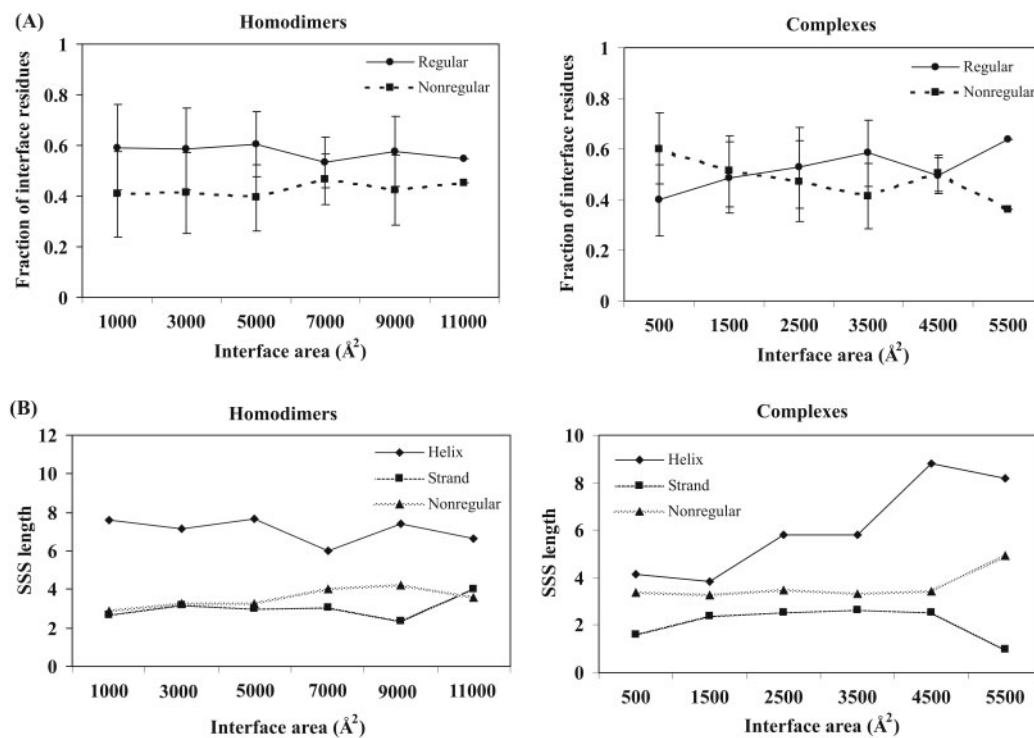 (A)
Homodimers
Fraction of interface residues
1
0.8
0.6
0.4
0.2
0
Regular
Nonregular
1000 3000 5000 7000 9000 11000
Interface area (Å²)
Complexes
Fraction of interface residues
1
0.8
0.6
0.4
0.2
0
Regular
Nonregular
500 1500 2500 3500 4500 5500
Interface area (Å²)
(B)
Homodimers
SSS length
12
10
8
6
4
2
0
Helix
Strand
Nonregular
1000 3000 5000 7000 9000 11000
Interface area (Å²)
Complexes
SSS length
10
8
6
4
2
0
Helix
Strand
Nonregular
500 1500 2500 3500 4500 5500
Interface area (Å²)